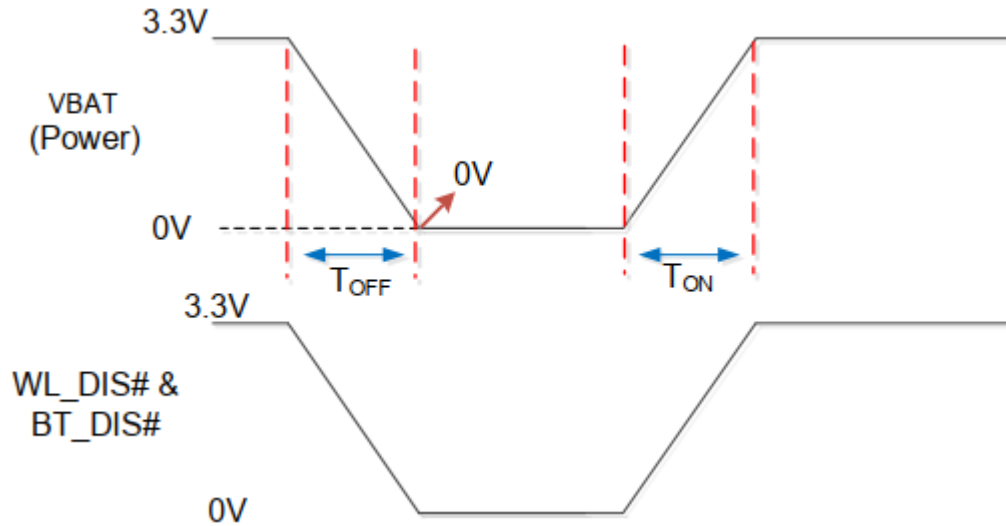 3.3V
VBAT
(Power)
0V
0V
TOFF
TON
3.3V
WL_DIS# &
BT_DIS#
0V